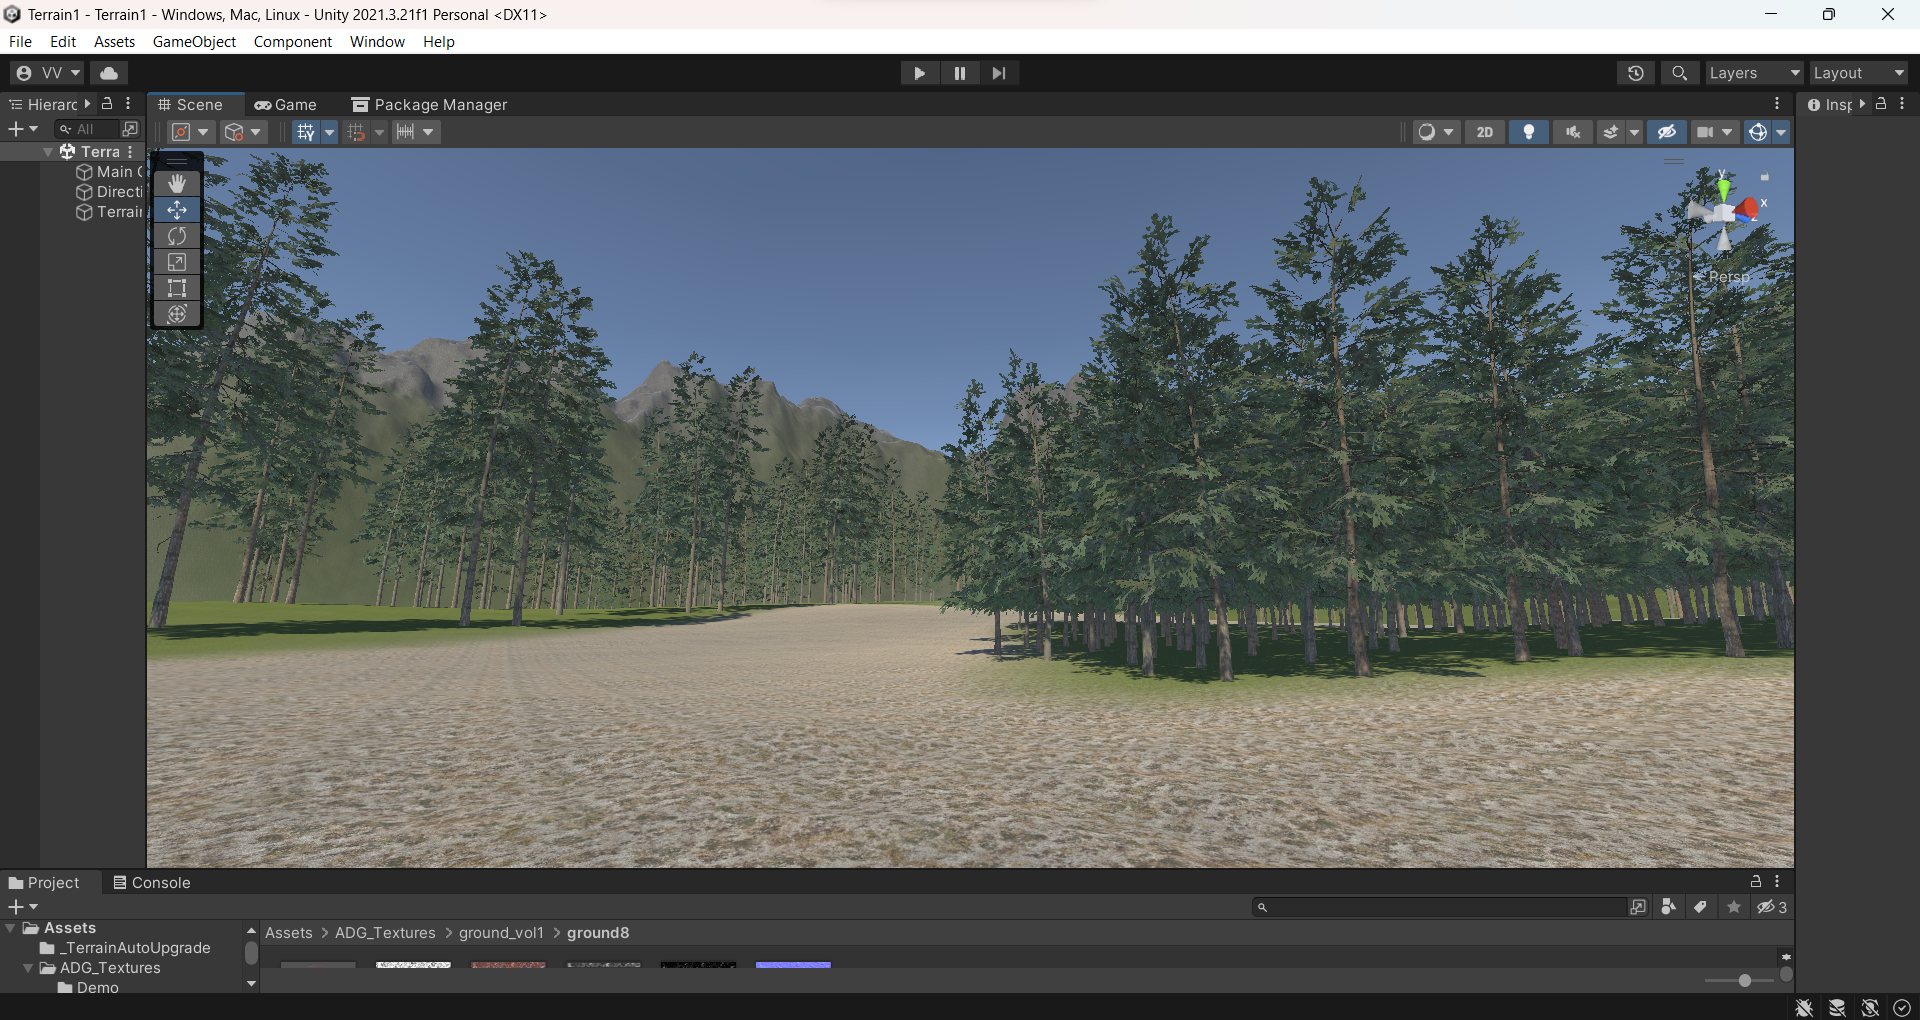 Terrain1 - Terrain1 - Windows, Mac, Linux - Unity 2021.3.21f1 Personal <DX11>
File Edit Assets GameObject Component Window Help
VV Layers Layout
Hierarc Scene Game Package Manager Insp
All 2D
Terra
Main C
Directi
Terrain
y
x
z
Persp
Project Console
3
Assets Assets > ADG_Textures > ground_vol1 > ground8
_TerrainAutoUpgrade
ADG_Textures
Demo